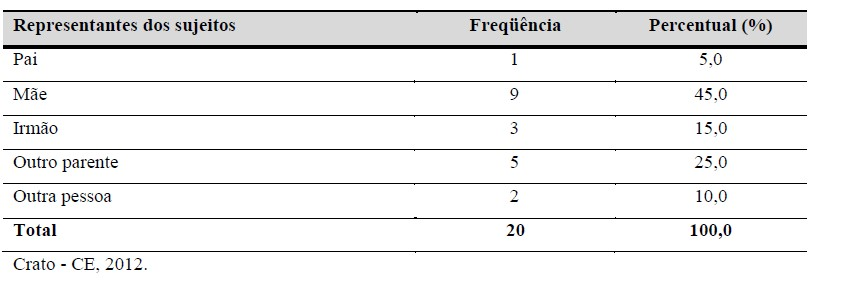 Representantes dos sujeitos Freqüência Percentual (%)
Pai 1 5,0
Mãe 9 45,0
Irmão 3 15,0
Outro parente 5 25,0
Outra pessoa 2 10,0
Total 20 100,0
Crato - CE, 2012.